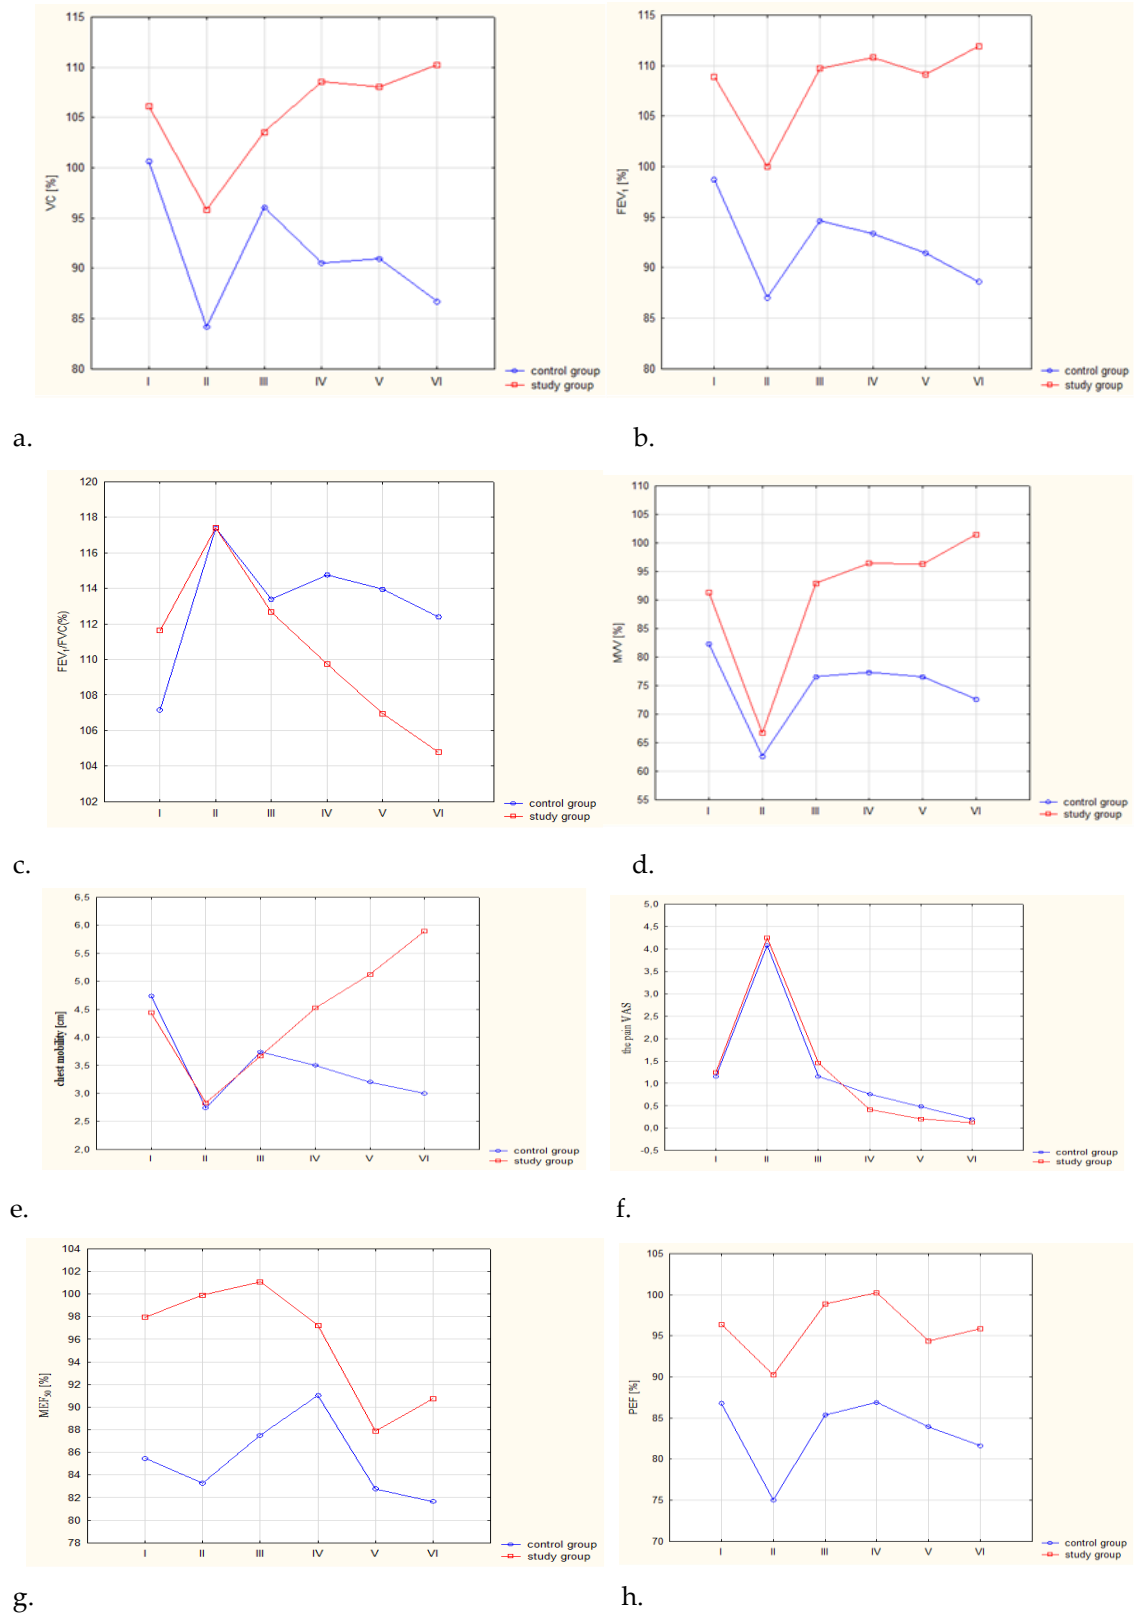 115
110
105
100
95
90
85
80
VC [%]
I II III IV V VI
control group
study group
a.
115
110
105
100
95
90
85
80
FEV₁ [%]
I II III IV V VI
control group
study group
b.
120
118
116
114
112
110
108
106
104
102
FEV₁/FVC(%)
I II III IV V VI
control group
study group
c.
110
105
100
95
90
85
80
75
70
65
60
55
MVV [%]
I II III IV V VI
control group
study group
d.
6,5
6,0
5,5
5,0
4,5
4,0
3,5
3,0
2,5
2,0
chest mobility [cm]
I II III IV V VI
control group
study group
e.
5,0
4,5
4,0
3,5
3,0
2,5
2,0
1,5
1,0
0,5
0,0
-0,5
the pain VAS
I II III IV V VI
control group
study group
f.
104
102
100
98
96
94
92
90
88
86
84
82
80
78
MEF₅₀ [%]
I II III IV V VI
control group
study group
g.
105
100
95
90
85
80
75
70
PEF [%]
I II III IV V VI
control group
study group
h.